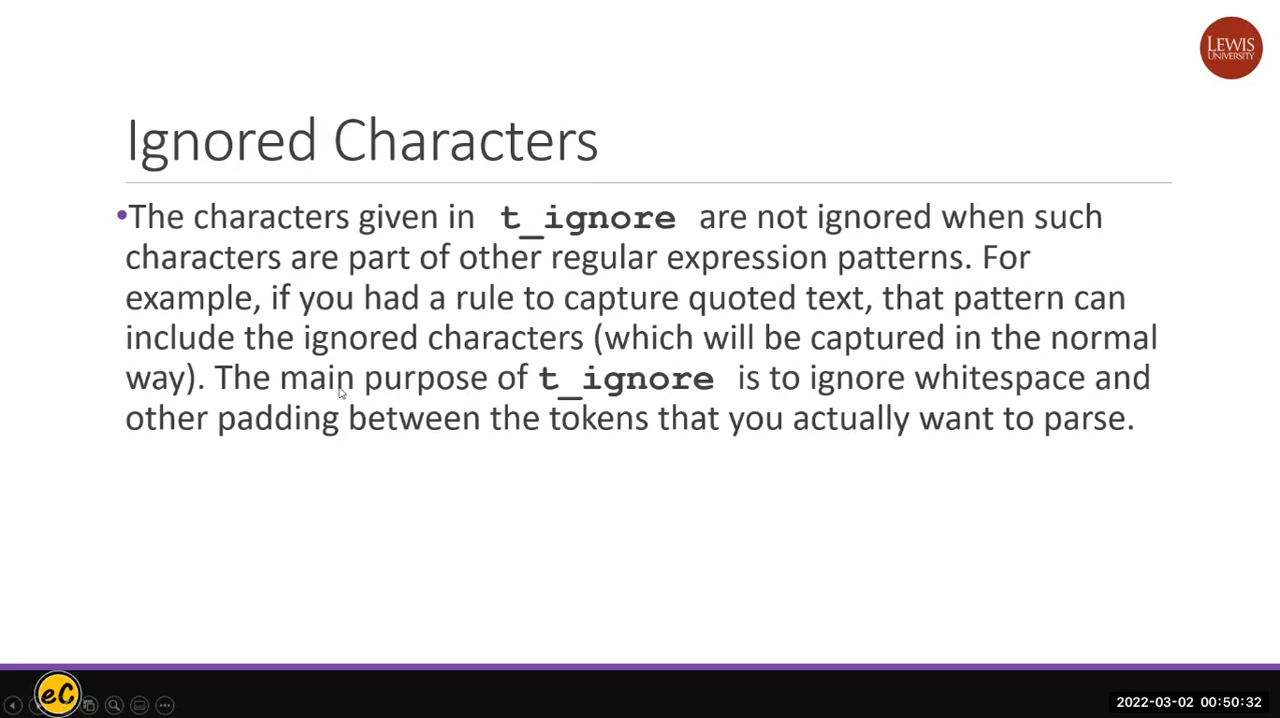 LEWIS
UNIVERSITY
Ignored Characters
•The characters given in t_ignore are not ignored when such
characters are part of other regular expression patterns. For
example, if you had a rule to capture quoted text, that pattern can
include the ignored characters (which will be captured in the normal
way). The main purpose of t_ignore is to ignore whitespace and
other padding between the tokens that you actually want to parse.
eC
2022-03-02 00:50:32